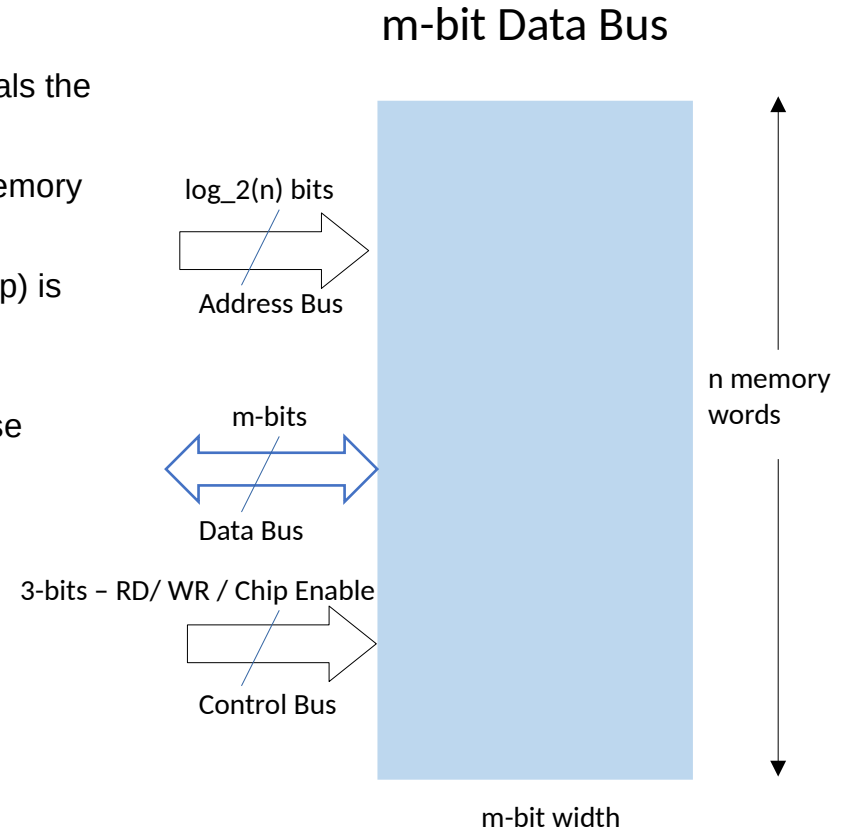 m-bit Data Bus
als the
log_2(n) bits
emory
p) is
Address Bus
n memory
words
m-bits
se
Data Bus
3-bits – RD/ WR / Chip Enable
Control Bus
m-bit width